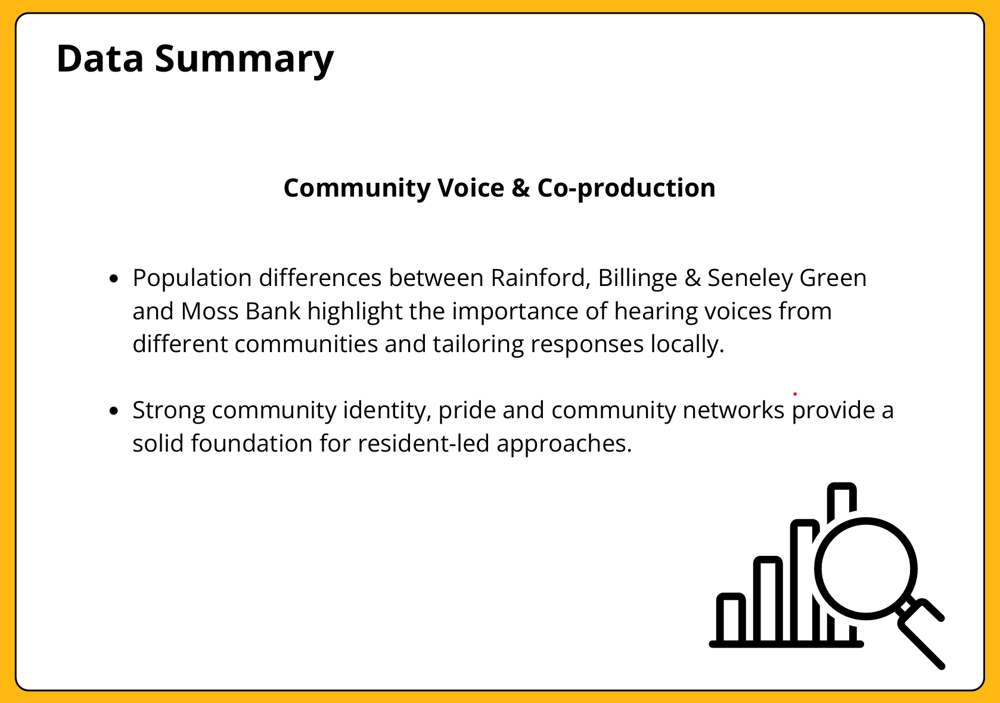 Data Summary
Community Voice & Co-production
• Population differences between Rainford, Billinge & Seneley Green
and Moss Bank highlight the importance of hearing voices from
different communities and tailoring responses locally.
• Strong community identity, pride and community networks provide a
solid foundation for resident-led approaches.